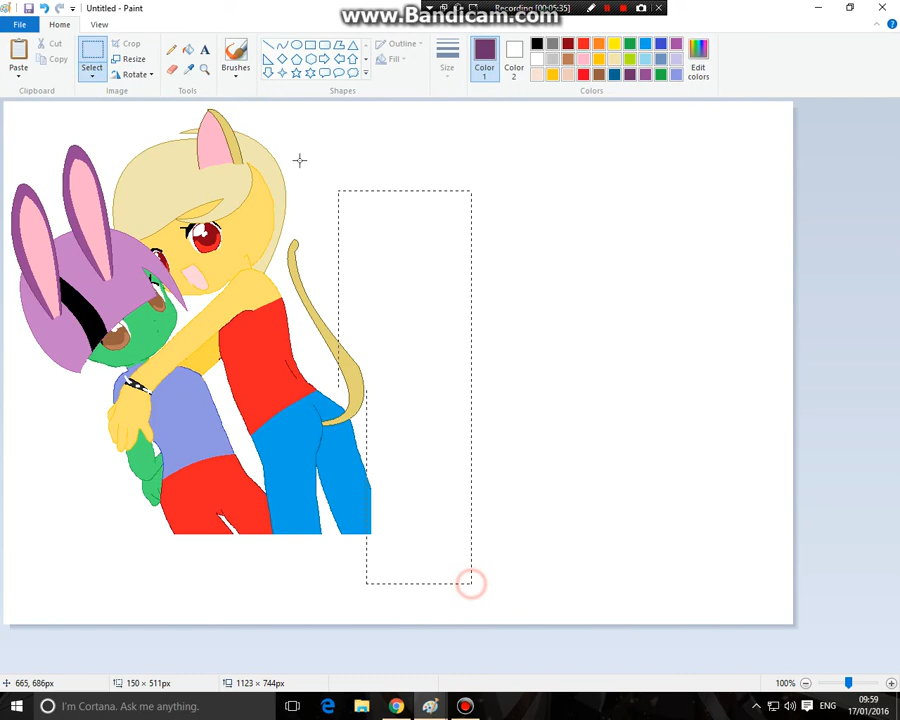 Untitled - Paint
www.Bandicam.com
Recording [00:05:35]
File
Home
View
Cut
Copy
Paste
Clipboard
Crop
Resize
Rotate
Select
Image
A
Tools
Brushes
Outline
Fill
Shapes
Size
Color
1
Color
2
Edit
colors
Colors
665, 686px
150 × 511px
1123 × 744px
100%
I'm Cortana. Ask me anything.
ENG
09:59
17/01/2016